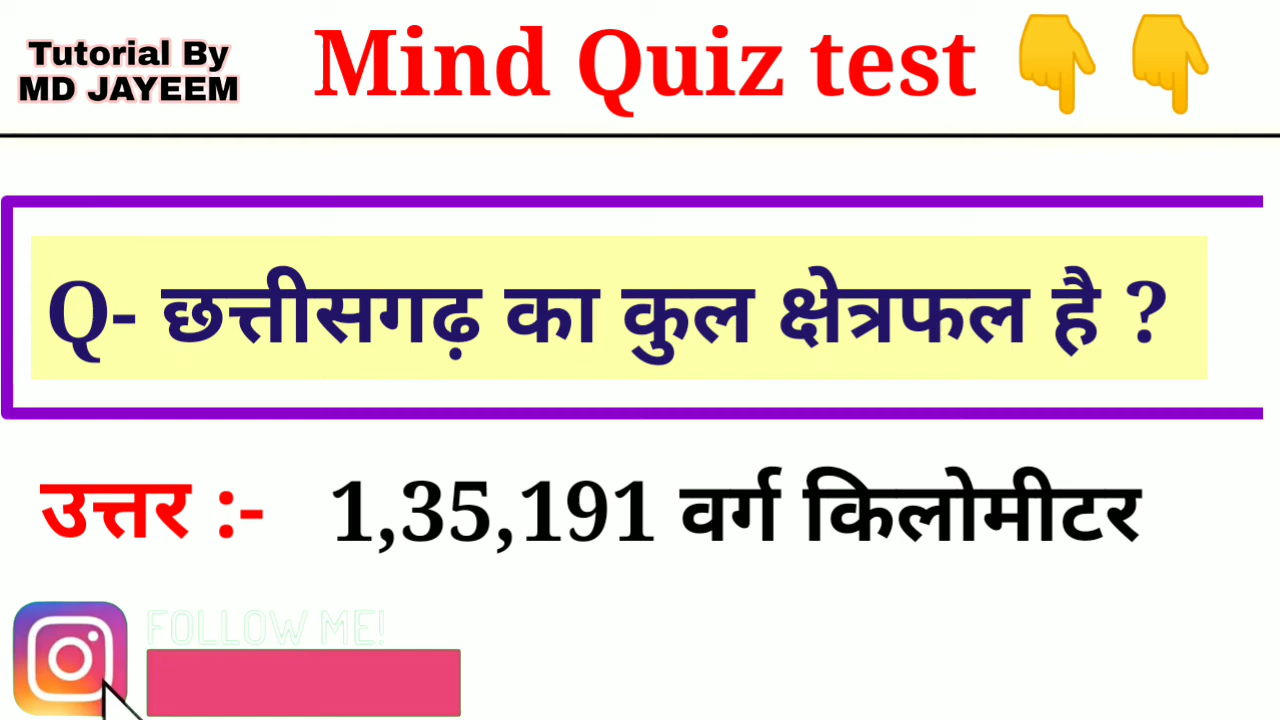 Tutorial By
MD JAYEEM
Mind Quiz test 👇 👇
Q- छत्तीसगढ़ का कुल क्षेत्रफल है ?
उत्तर :- 1,35,191 वर्ग किलोमीटर
FOLLOW ME!